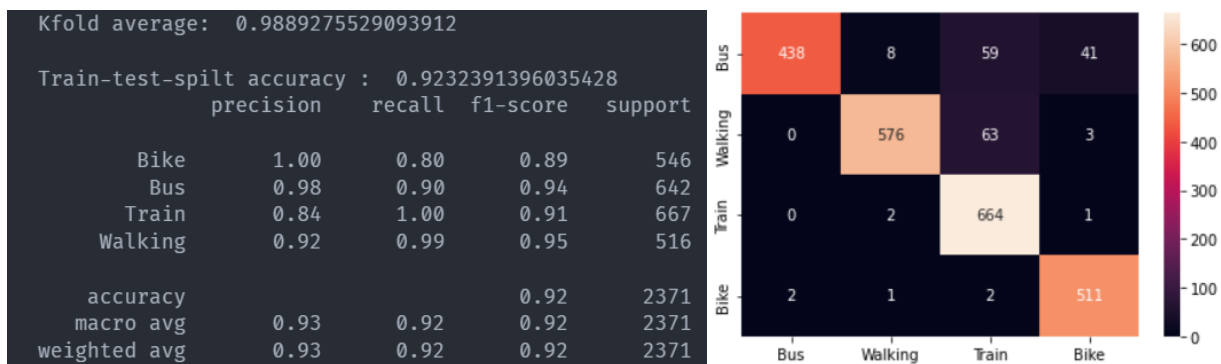 Kfold average: 0.9889275529093912
Train-test-spilt accuracy : 0.9232391396035428
precision recall f1-score support
Bike 1.00 0.80 0.89 546
Bus 0.98 0.90 0.94 642
Train 0.84 1.00 0.91 667
Walking 0.92 0.99 0.95 516
accuracy 0.92 2371
macro avg 0.93 0.92 0.92 2371
weighted avg 0.93 0.92 0.92 2371
Bus 438 8 59 41
Walking 0 576 63 3
Train 0 2 664 1
Bike 2 1 2 511
Bus Walking Train Bike
600
500
400
300
200
100
0